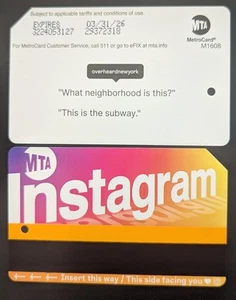 Subject to applicable tariffs and conditions of use.
EXPIRES 03/31/26
3224053127 29372318
MTA
MetroCard®
For MetroCard Customer Service, call 511 or go to eFIX at mta.info
M1608
overheardnewyork
"What neighborhood is this?"
"This is the subway."
MTA
Instagram
← ← ← Insert this way / This side facing you